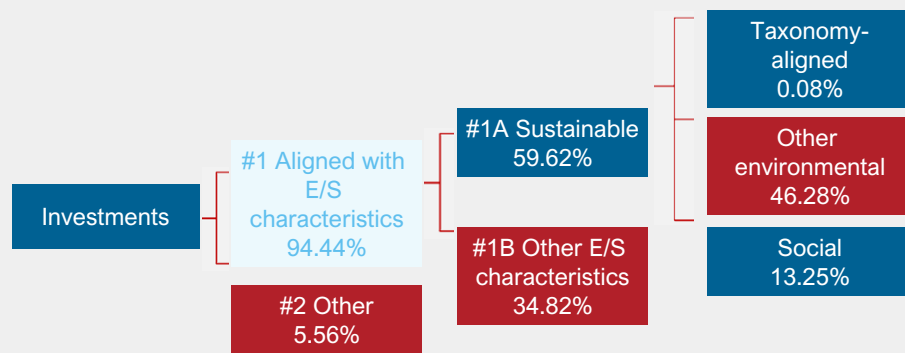 Investments
#1 Aligned with
E/S
characteristics
94.44%
#2 Other
5.56%
#1A Sustainable
59.62%
#1B Other E/S
characteristics
34.82%
Taxonomy-
aligned
0.08%
Other
environmental
46.28%
Social
13.25%